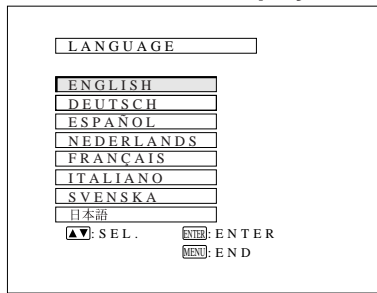 LANGUAGE
ENGLISH
DEUTSCH
ESPAÑOL
NEDERLANDS
FRANÇAIS
ITALIANO
SVENSKA
日本語
▲▼:SEL. ENTER:ENTER
MENU:END